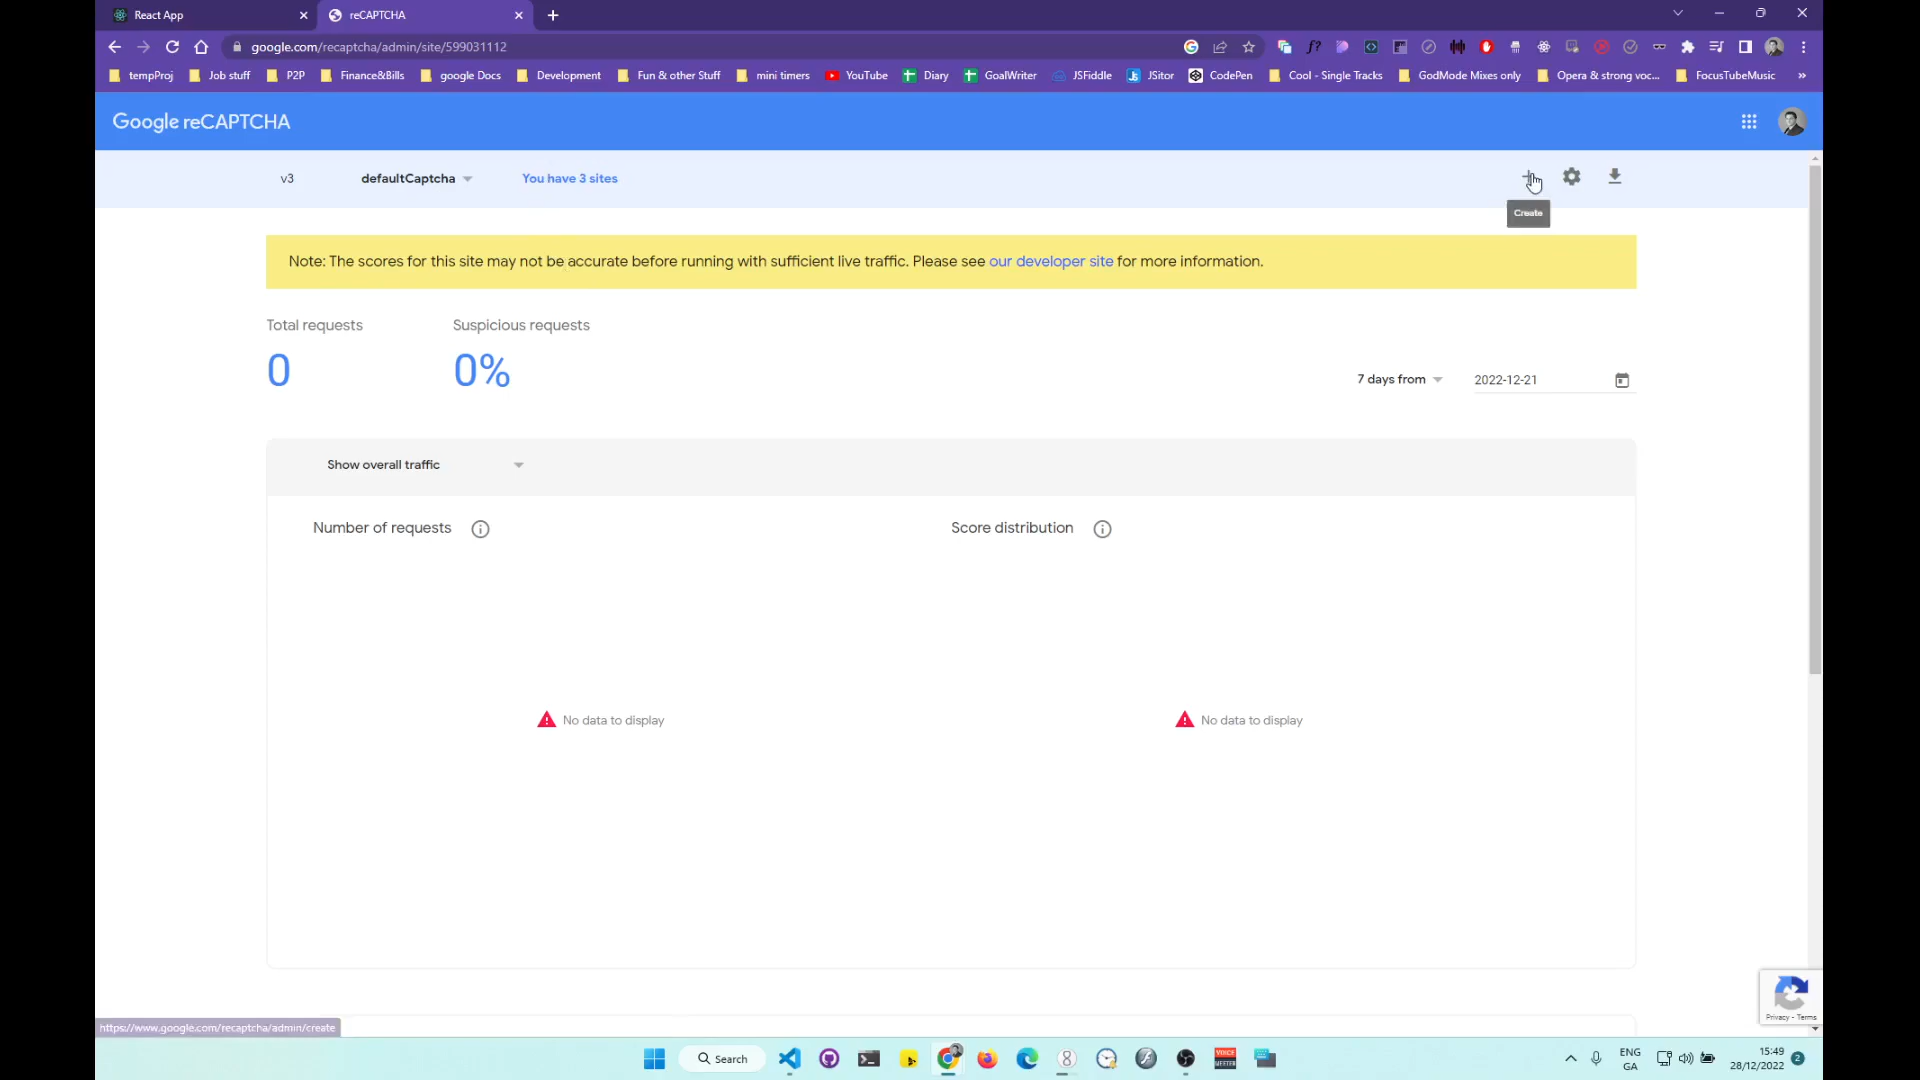 React App
reCAPTCHA
google.com/recaptcha/admin/site/599031112
tempProj
Job stuff
P2P
Finance&Bills
google Docs
Development
Fun & other Stuff
mini timers
YouTube
Diary
GoalWriter
JSFiddle
JSitor
CodePen
Cool - Single Tracks
GodMode Mixes only
Opera & strong voc...
FocusTubeMusic
»
Google reCAPTCHA
v3
defaultCaptcha
You have 3 sites
Create
Note: The scores for this site may not be accurate before running with sufficient live traffic. Please see our developer site for more information.
Total requests
Suspicious requests
0
0%
7 days from
2022-12-21
Show overall traffic
Number of requests
Score distribution
No data to display
No data to display
Privacy - Terms
https://www.google.com/recaptcha/admin/create
Search
ENG
GA
15:49
28/12/2022
2